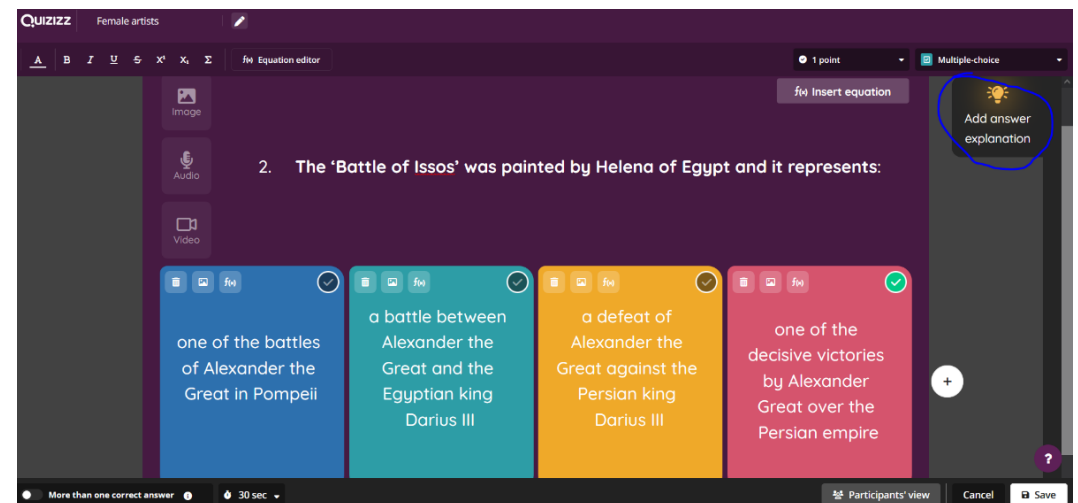 QUIZIZZ Female artists
A B I U S X² X₂ Σ f(x) Equation editor 1 point Multiple-choice
Image
f(x) Insert equation
Add answer
explanation
Audio
2. The ‘Battle of Issos’ was painted by Helena of Egypt and it represents:
Video
f(x) f(x) f(x) f(x)
one of the battles
of Alexander the
Great in Pompeii
a battle between
Alexander the
Great and the
Egyptian king
Darius III
a defeat of
Alexander the
Great against the
Persian king
Darius III
one of the
decisive victories
by Alexander
Great over the
Persian empire
+
?
More than one correct answer 30 sec Participants' view Cancel Save